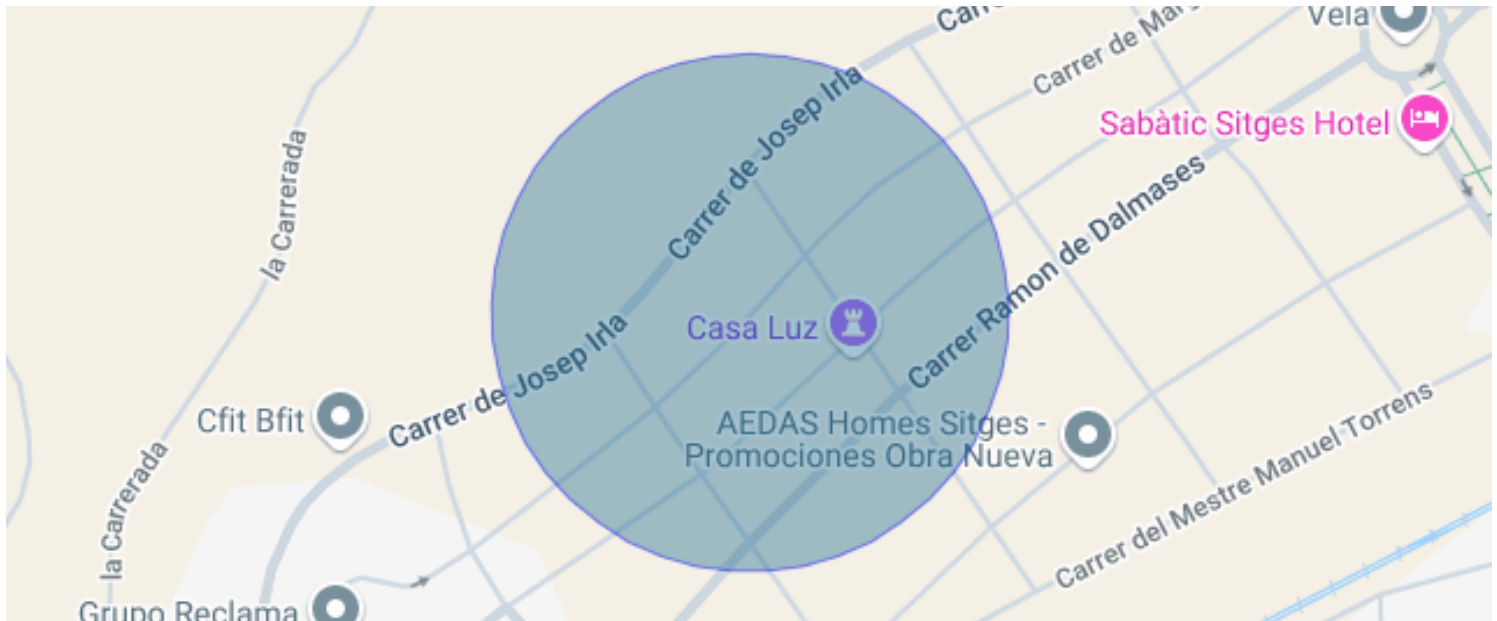 Carr
Carrer de Marg
Vela
Sabàtic Sitges Hotel
Carrer de Josep Irla
la Carrerada
Carrer Ramon de Dalmases
Casa Luz
Carrer de Josep Irla
Cfit Bfit
AEDAS Homes Sitges -
Promociones Obra Nueva
Carrer del Mestre Manuel Torrens
la Carrerada
Grupo Reclama